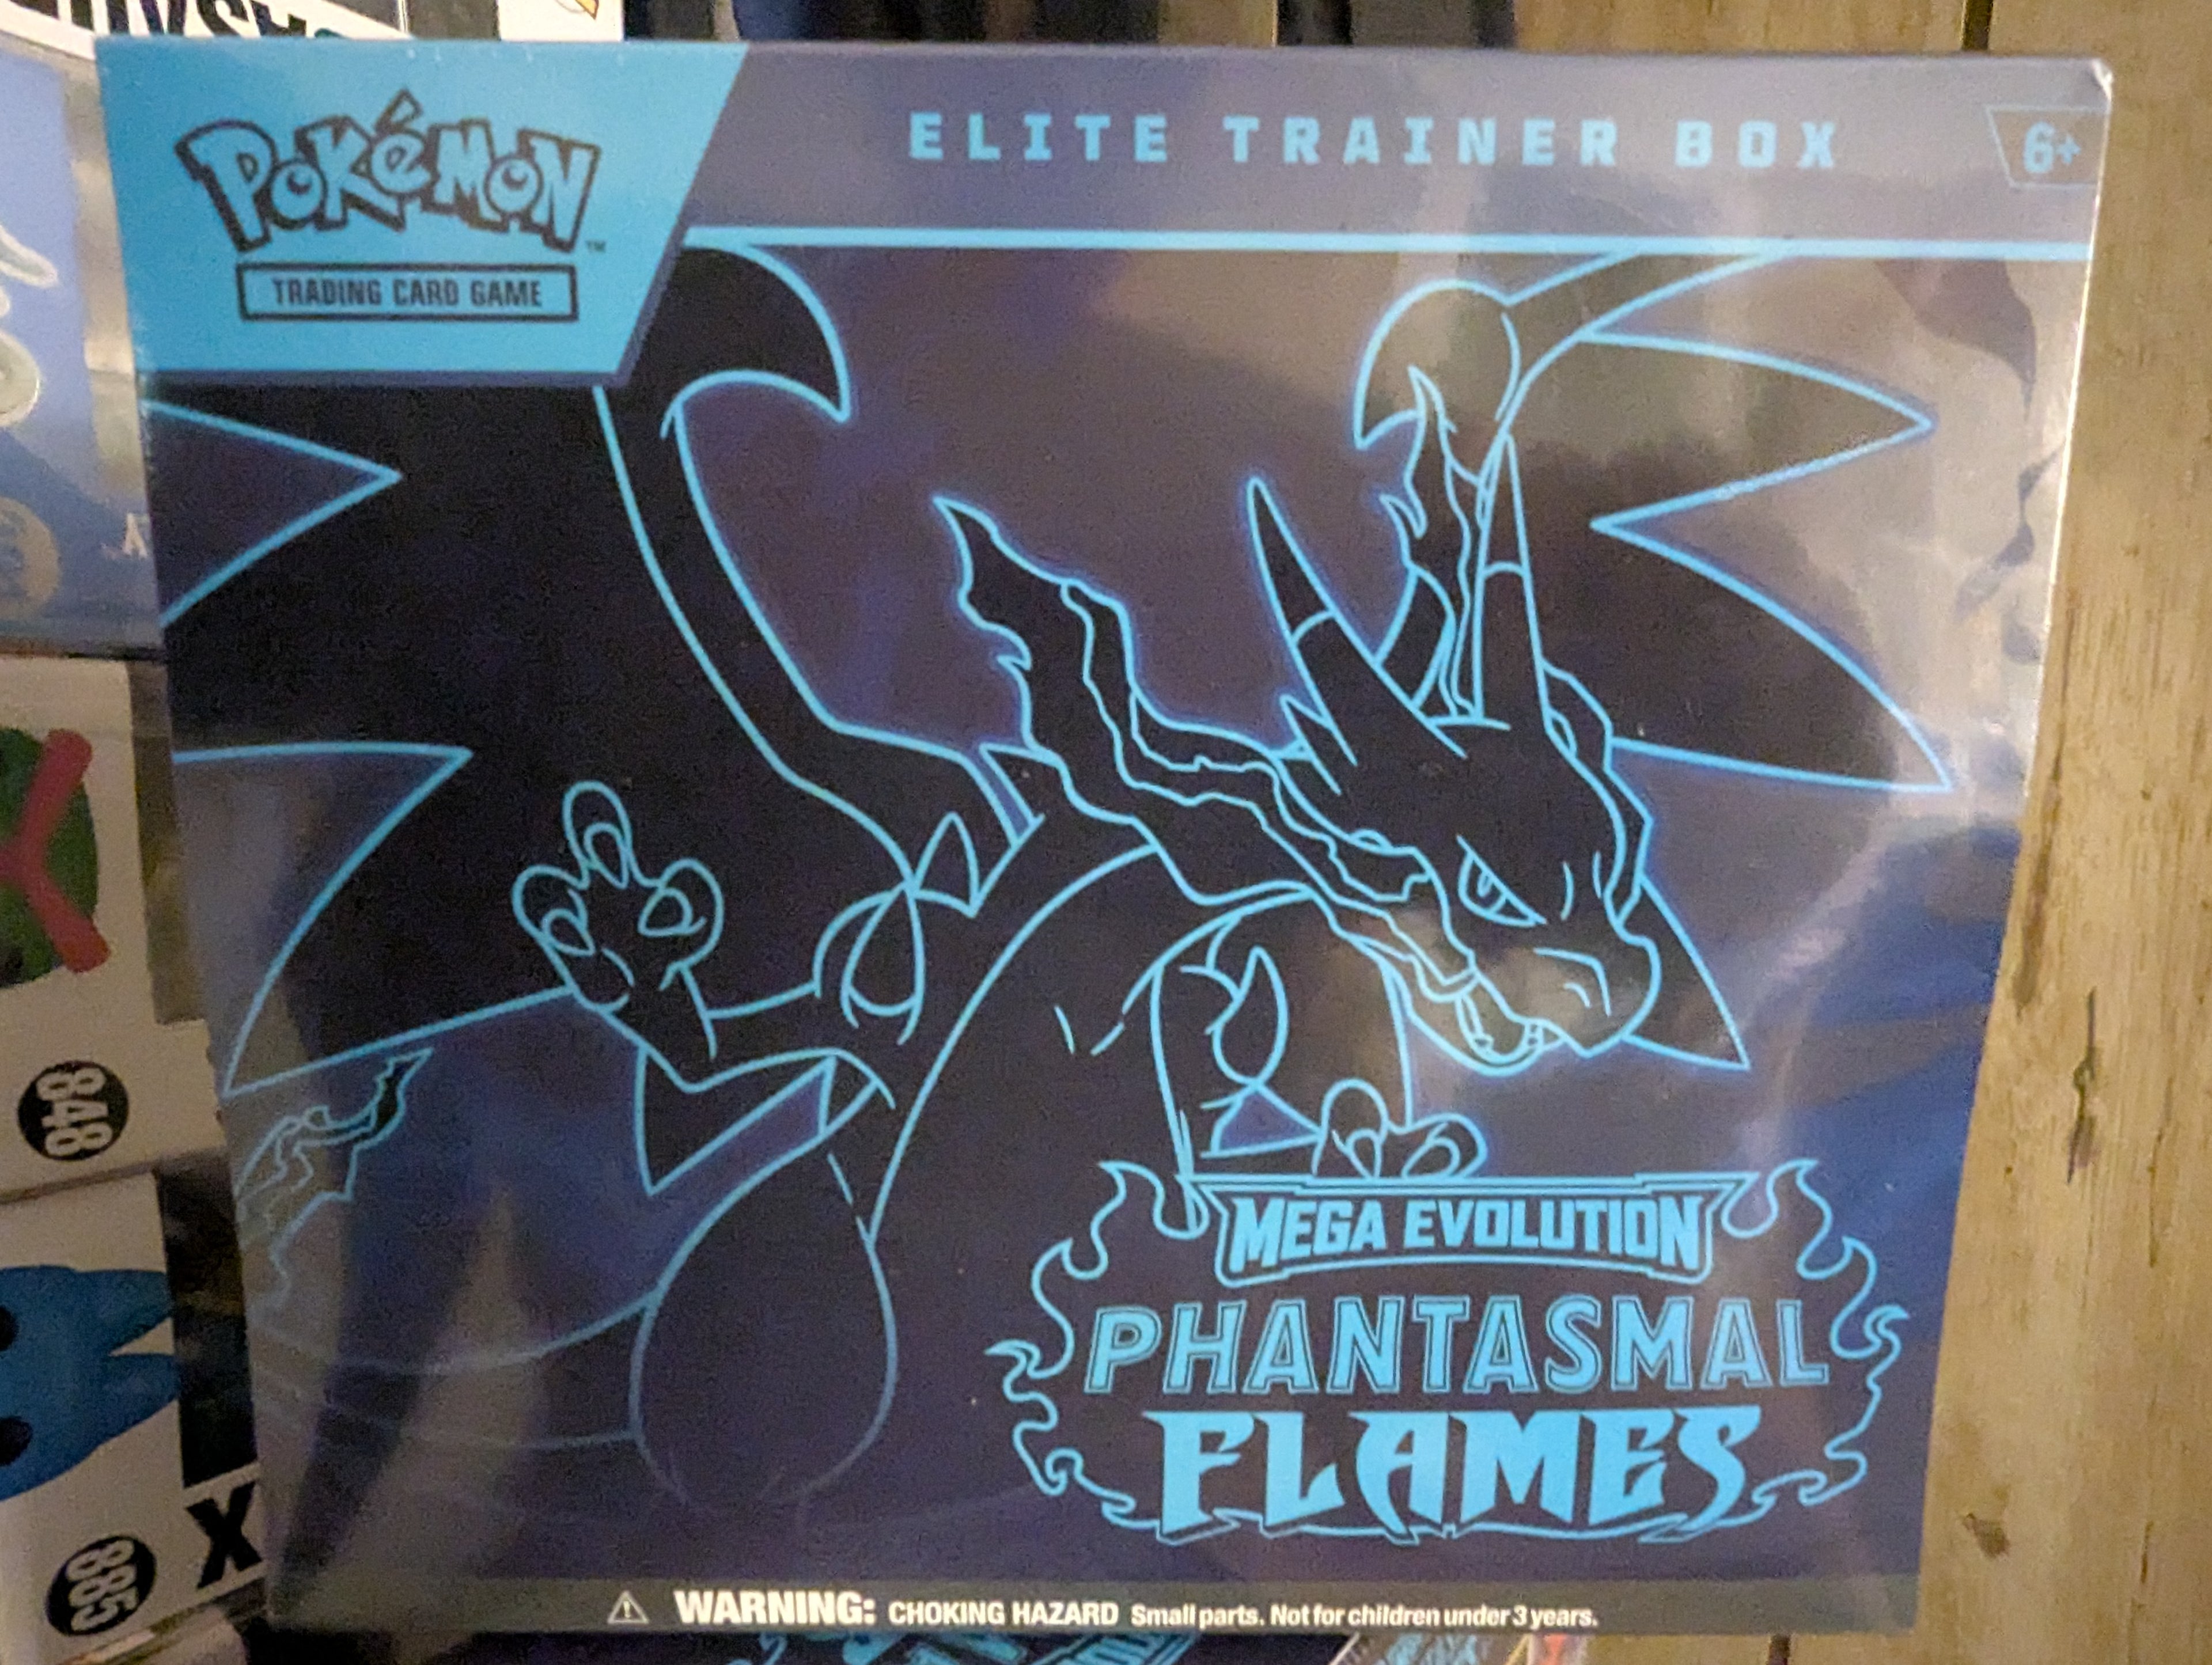 POKÉMON™
TRADING CARD GAME
ELITE TRAINER BOX
6+
848
MEGA EVOLUTION
PHANTASMAL
FLAMES
X
885
WARNING: CHOKING HAZARD Small parts. Not for children under 3 years.